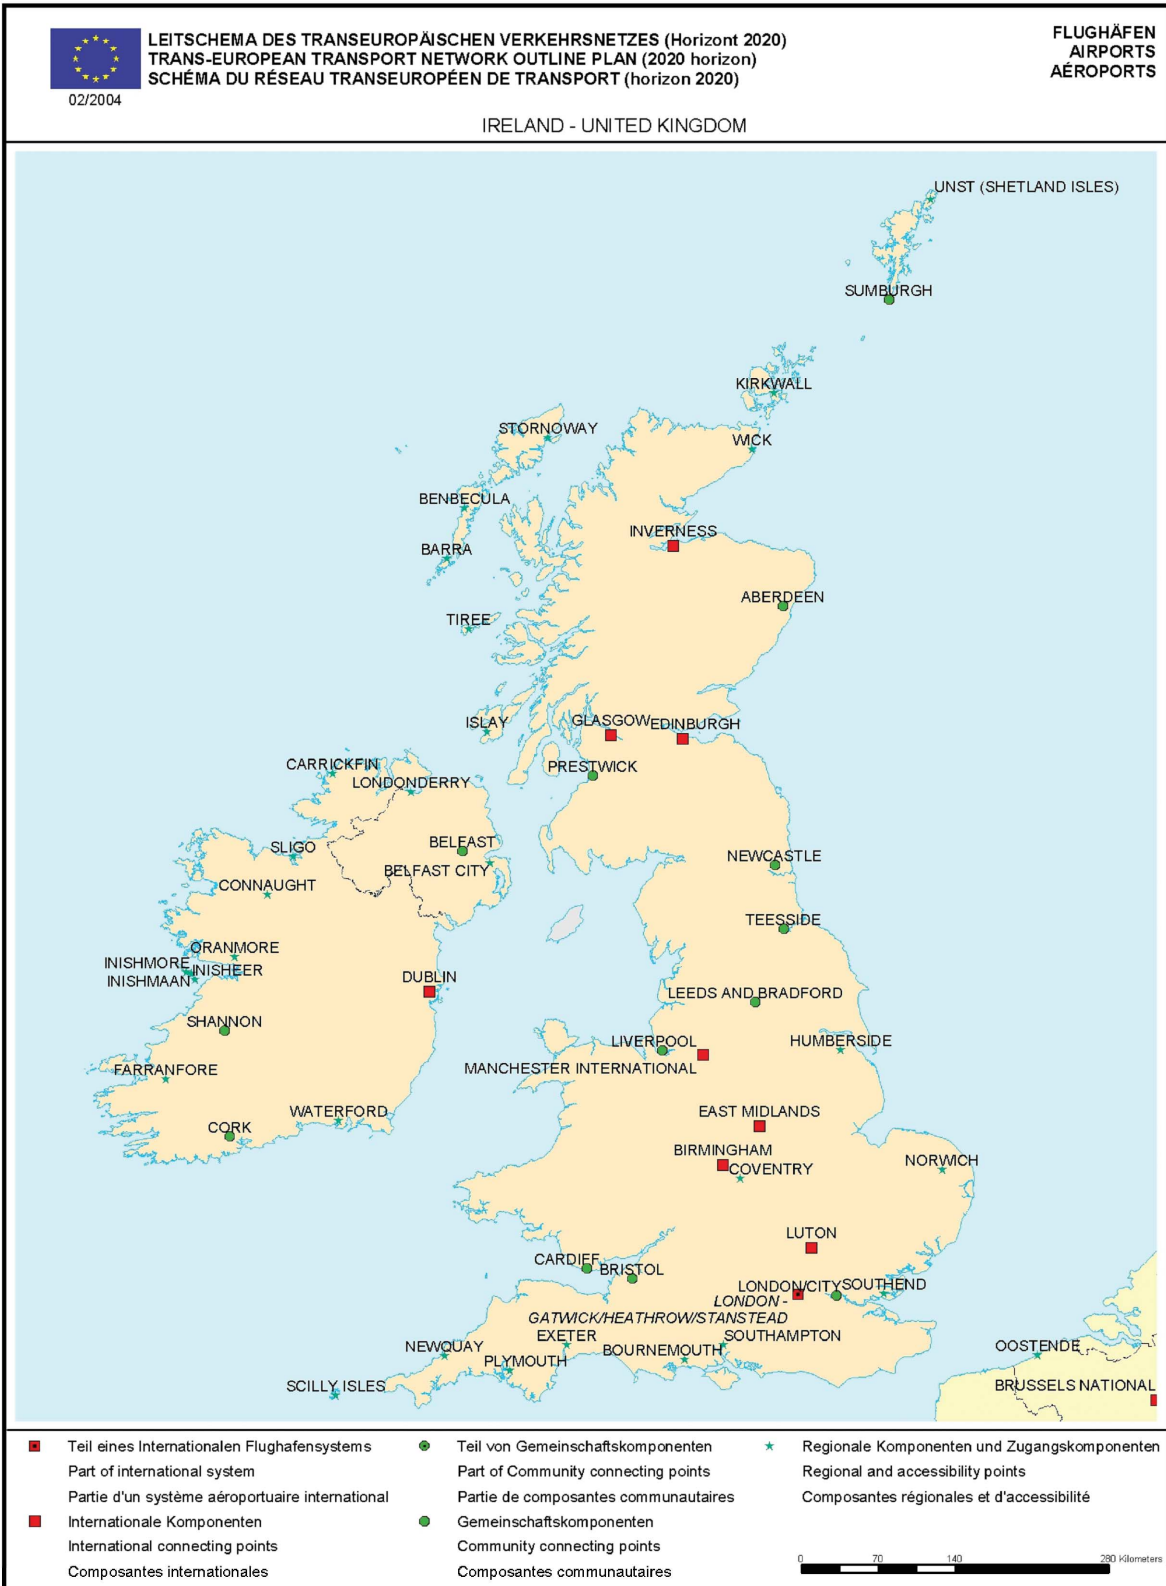 LEITSCHEMA DES TRANSEUROPÄISCHEN VERKEHRSNETZES (Horizont 2020)
TRANS-EUROPEAN TRANSPORT NETWORK OUTLINE PLAN (2020 horizon)
SCHÉMA DU RÉSEAU TRANSEUROPÉEN DE TRANSPORT (horizon 2020)
02/2004
FLUGHÄFEN
AIRPORTS
AÉROPORTS
IRELAND - UNITED KINGDOM
UNST (SHETLAND ISLES)
SUMBURGH
KIRKWALL
STORNOWAY
WICK
BENBECULA
INVERNESS
BARRA
ABERDEEN
TIREE
ISLAY
GLASGOW
EDINBURGH
CARRICKFIN
PRESTWICK
LONDONDERRY
BELFAST
SLIGO
NEWCASTLE
BELFAST CITY
CONNAUGHT
TEESSIDE
ORANMORE
INISHMORE
INISHEER
INISHMAAN
DUBLIN
LEEDS AND BRADFORD
SHANNON
LIVERPOOL
HUMBERSIDE
FARRANFORE
MANCHESTER INTERNATIONAL
WATERFORD
EAST MIDLANDS
CORK
BIRMINGHAM
COVENTRY
NORWICH
LUTON
CARDIFF
BRISTOL
LONDON/CITY
SOUTHEND
LONDON -
GATWICK/HEATHROW/STANSTEAD
EXETER
SOUTHAMPTON
NEWQUAY
BOURNEMOUTH
OOSTENDE
PLYMOUTH
SCILLY ISLES
BRUSSELS NATIONAL
Teil eines Internationalen Flughafensystems
Part of international system
Partie d'un système aéroportuaire international
Internationale Komponenten
International connecting points
Composantes internationales
Teil von Gemeinschaftskomponenten
Part of Community connecting points
Partie de composantes communautaires
Gemeinschaftskomponenten
Community connecting points
Composantes communautaires
Regionale Komponenten und Zugangskomponenten
Regional and accessibility points
Composantes régionales et d'accessibilité
0 70 140 280 Kilometers